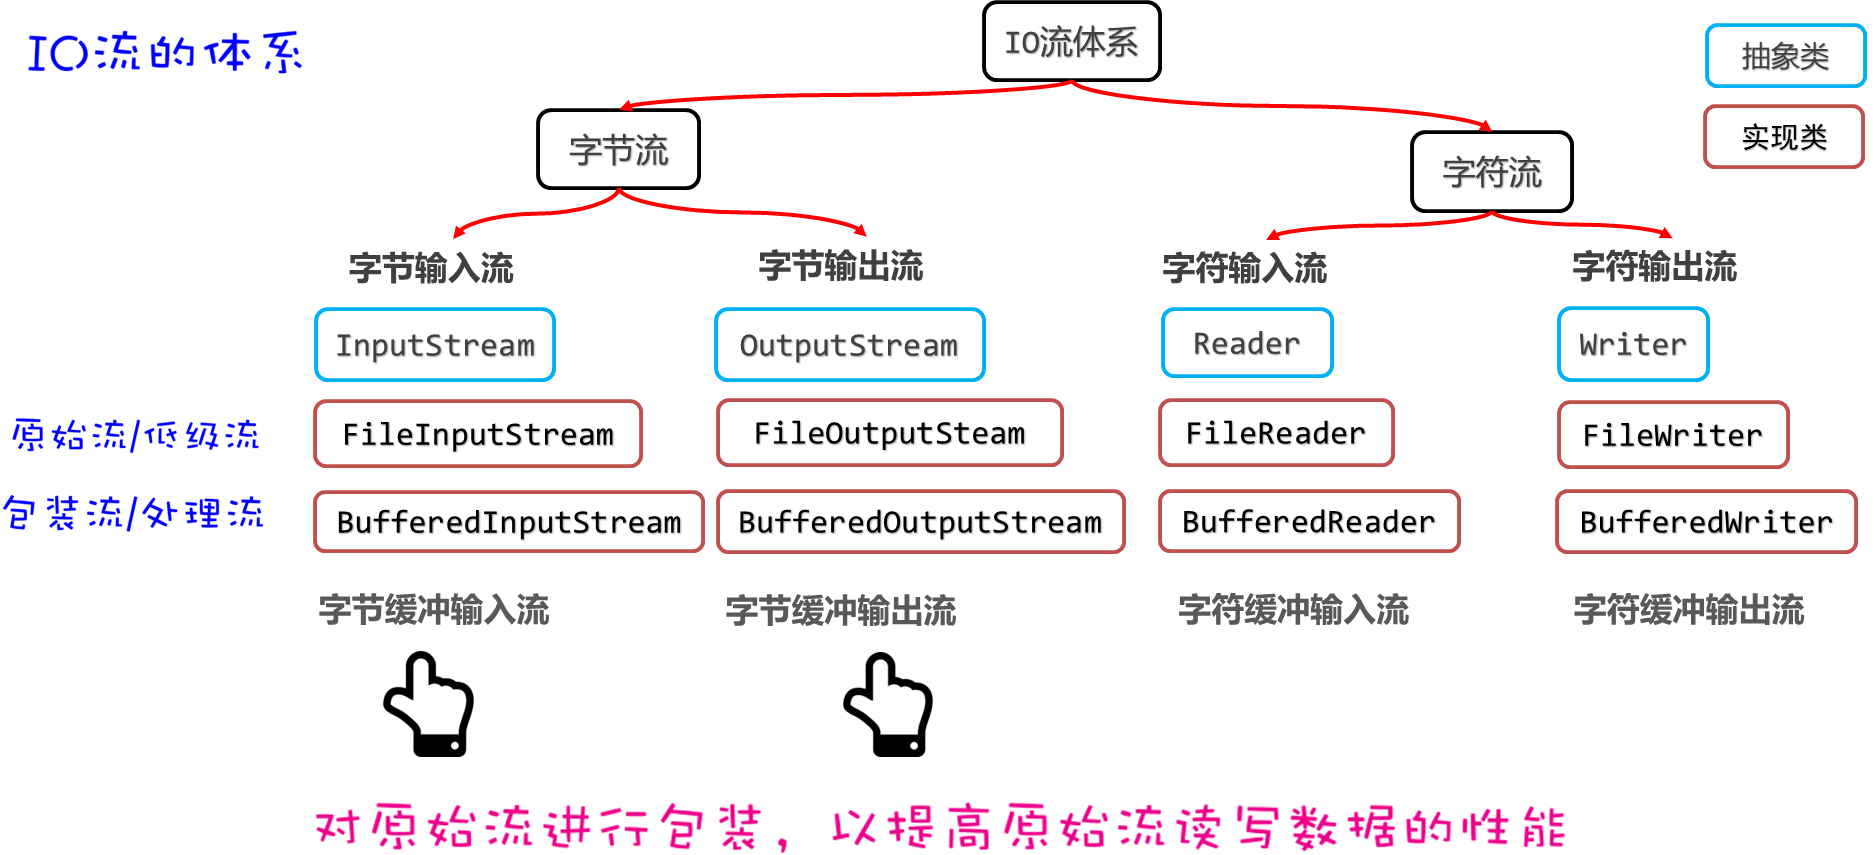 IO流的体系
IO流体系
抽象类
实现类
字节流
字符流
字节输入流
字节输出流
字符输入流
字符输出流
InputStream
OutputStream
Reader
Writer
原始流/低级流
FileInputStream
FileOutputSteam
FileReader
FileWriter
包装流/处理流
BufferedInputStream
BufferedOutputStream
BufferedReader
BufferedWriter
字节缓冲输入流
字节缓冲输出流
字符缓冲输入流
字符缓冲输出流
对原始流进行包装，以提高原始流读写数据的性能